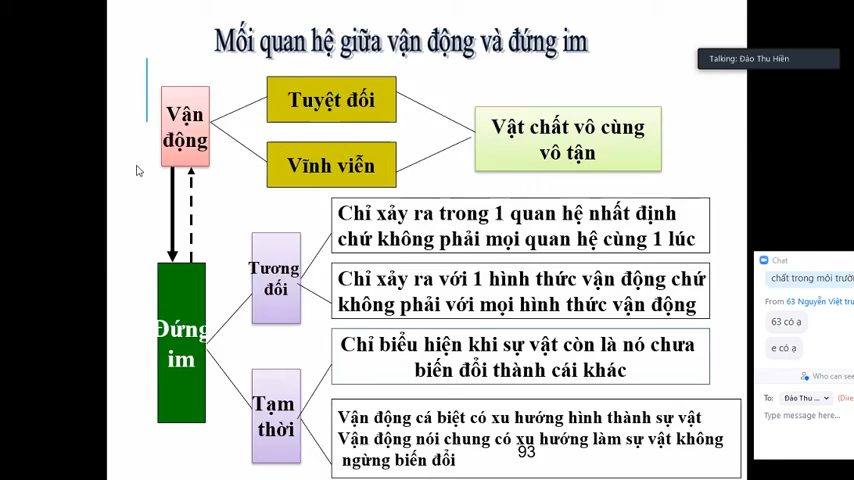 Mối quan hệ giữa vận động và đứng im
Talking: Đào Thu Hiền
Vận
động
Tuyệt đối
Vĩnh viễn
Vật chất vô cùng
vô tận
Đứng
im
Tương
đối
Chỉ xảy ra trong 1 quan hệ nhất định
chứ không phải mọi quan hệ cùng 1 lúc
Chỉ xảy ra với 1 hình thức vận động chứ
không phải với mọi hình thức vận động
Tạm
thời
Chỉ biểu hiện khi sự vật còn là nó chưa
biến đổi thành cái khác
Vận động cá biệt có xu hướng hình thành sự vật
Vận động nói chung có xu hướng làm sự vật không
ngừng biến đổi
93
Chat
chất trong môi trườ
From 63 Nguyễn Việt tru
63 có ạ
e có ạ
Who can see
To: Đào Thu ... (Dire
Type message here...